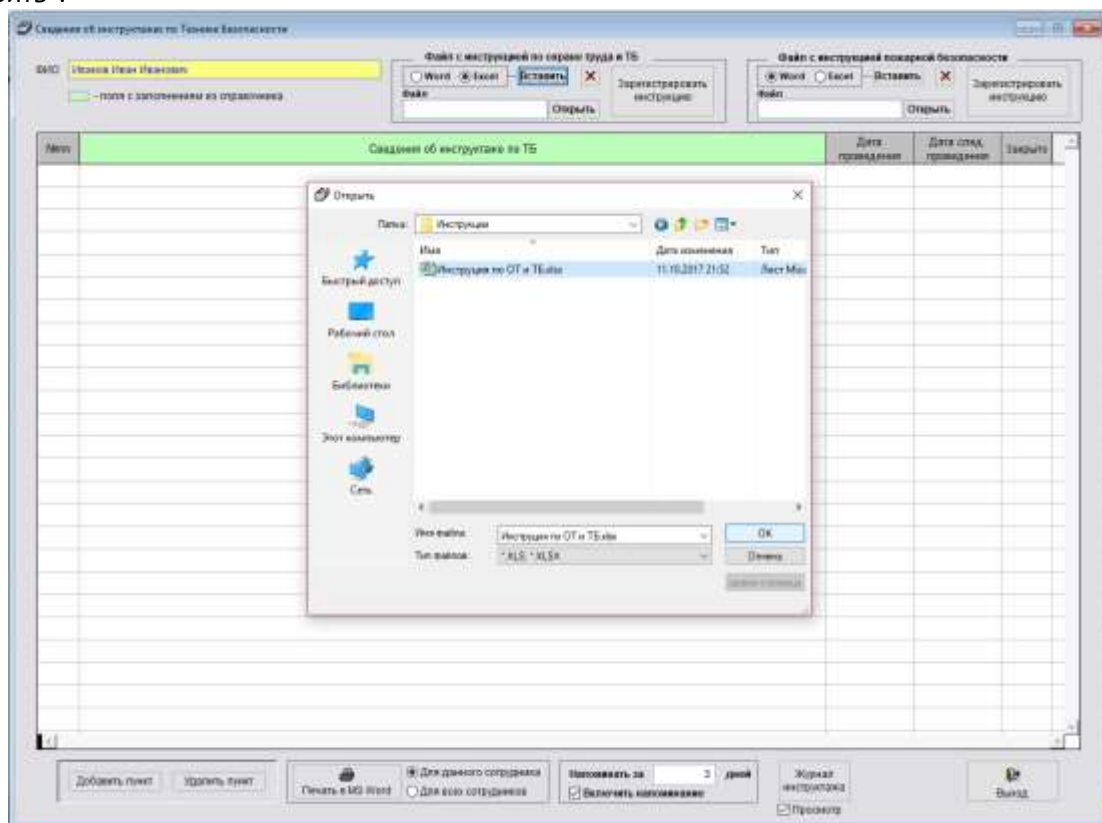 Сведения об инструктажах по Технике Безопасности
ФИО Иванов Иван Иванович
- поля с заполнением из справочника
Файл с инструкцией по охране труда и ТБ
Word Excel Вставить X
Зарегистрировать инструкцию
Файл
Открыть
Файл с инструкцией пожарной безопасности
Word Excel Вставить X
Зарегистрировать инструкцию
Файл
Открыть
Сведения об инструктаже по ТБ
Дата проведения
Дата след. проведения
Закрыто
Открыть
Папка: Инструкции
Имя Дата изменения Тип
Инструкция по ОТ и ТБ.xlsx 11.10.2017 21:52 Лист Mic
Быстрый доступ
Рабочий стол
Библиотеки
Этот компьютер
Сеть
Имя файла: Инструкция по ОТ и ТБ.xlsx
OK
Тип файлов: *.XLS, *.XLSX
Отмена
Добавить пункт
Удалить пункт
Печать в MS Word
Для данного сотрудника
Для всех сотрудников
Напоминать за 3 дней
Включить напоминание
Журнал инструктажа
Просмотр
Выход